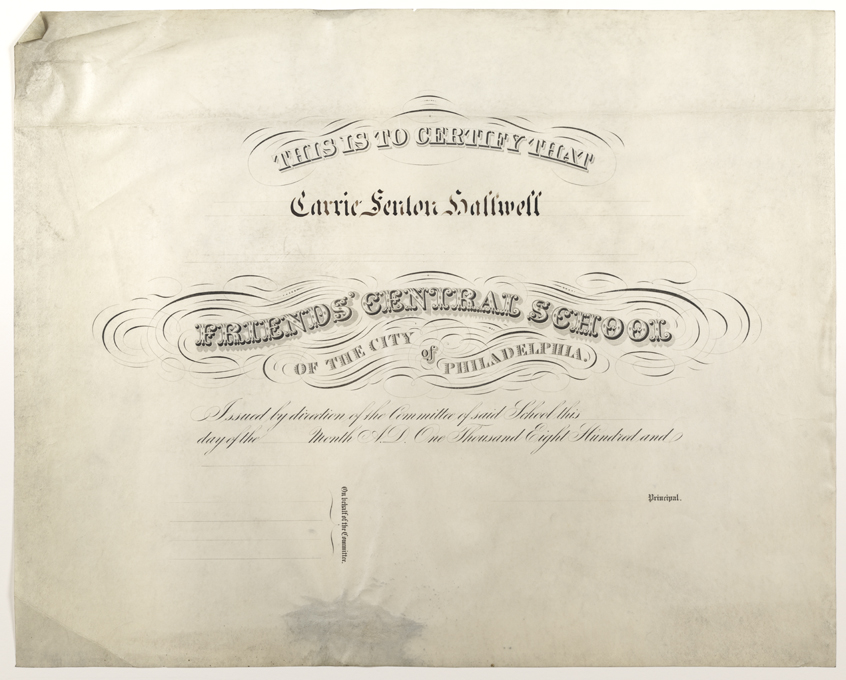 THIS IS TO CERTIFY THAT
Carrie Fenton Hallwell
FRIENDS' CENTRAL SCHOOL
OF THE CITY of PHILADELPHIA.
Issued by direction of the Committee of said School this
day of the Month A.D. One Thousand Eight Hundred and
On behalf of the Committee.
Principal.